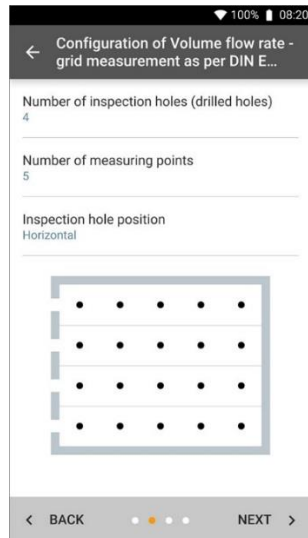 100% 08:20
Configuration of Volume flow rate -
grid measurement as per DIN E...
Number of inspection holes (drilled holes)
4
Number of measuring points
5
Inspection hole position
Horizontal
BACK NEXT